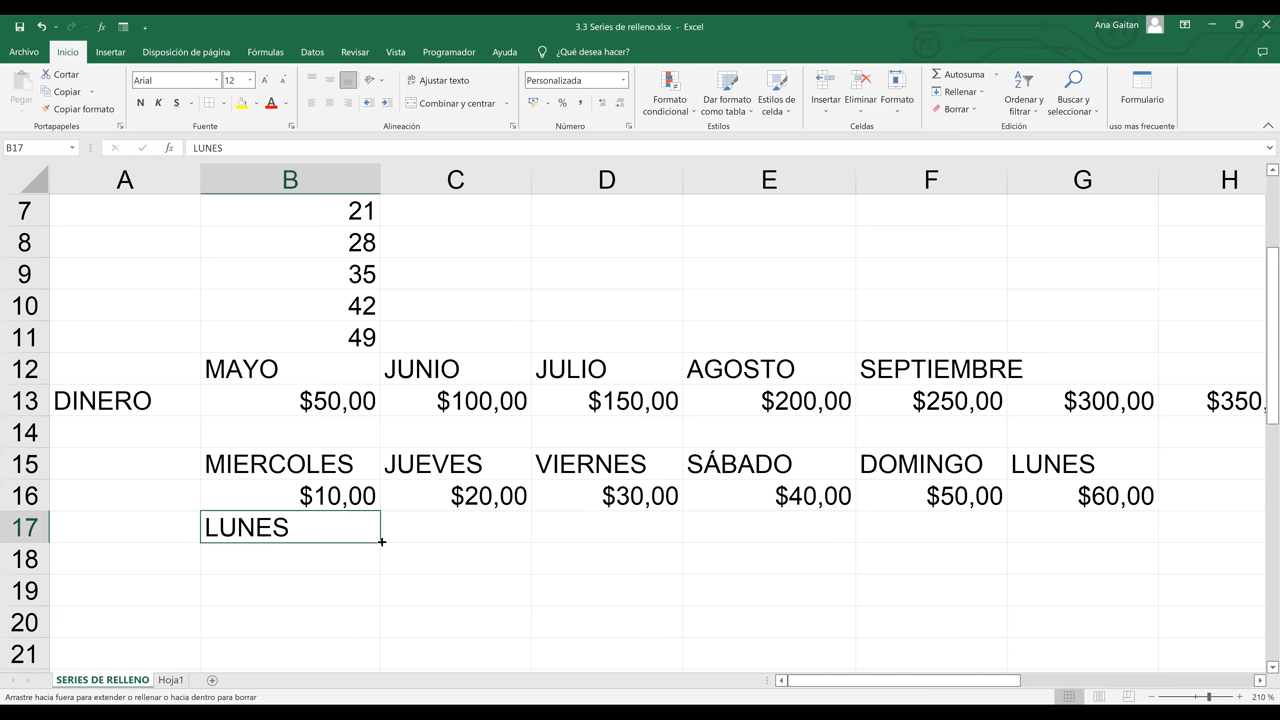 3.3 Series de relleno.xlsx - Excel
Ana Gaitan
Archivo Inicio Insertar Disposición de página Fórmulas Datos Revisar Vista Programador Ayuda ¿Qué desea hacer?
Pegar
Cortar
Copiar
Copiar formato
Portapapeles
Arial 12
N K S
Fuente
Ajustar texto
Combinar y centrar
Alineación
Personalizada
% 000
Número
Formato condicional
Dar formato como tabla
Estilos de celda
Estilos
Insertar Eliminar Formato
Celdas
Autosuma
Rellenar
Borrar
Ordenar y filtrar
Buscar y seleccionar
Edición
Formulario
uso mas frecuente
B17 fx LUNES
A B C D E F G H
7 21
8 28
9 35
10 42
11 49
12 MAYO JUNIO JULIO AGOSTO SEPTIEMBRE
13 DINERO $50,00 $100,00 $150,00 $200,00 $250,00 $300,00 $350,
14
15 MIERCOLES JUEVES VIERNES SÁBADO DOMINGO LUNES
16 $10,00 $20,00 $30,00 $40,00 $50,00 $60,00
17 LUNES
18
19
20
21
SERIES DE RELLENO Hoja1
Arrastre hacia fuera para extender o rellenar o hacia dentro para borrar
210 %